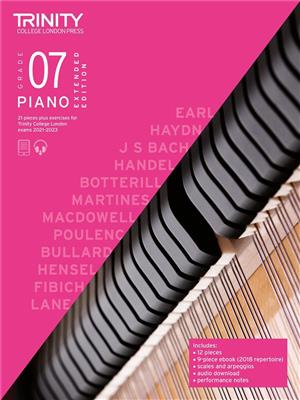 TRINITY
COLLEGE LONDON PRESS
GRADE
07
PIANO
EXTENDED
EDITION
21 pieces plus exercises for
Trinity College London
exams 2021-2023
EARL
HAYDN
J S BACH
HANDEL
BOTTERILL
MARTINES
MACDOWELL
POULENC
BULLARD
HENSEL
FIBICH
LANE
Includes:
• 12 pieces
• 9-piece ebook (2018 repertoire)
• scales and arpeggios
• audio download
• performance notes